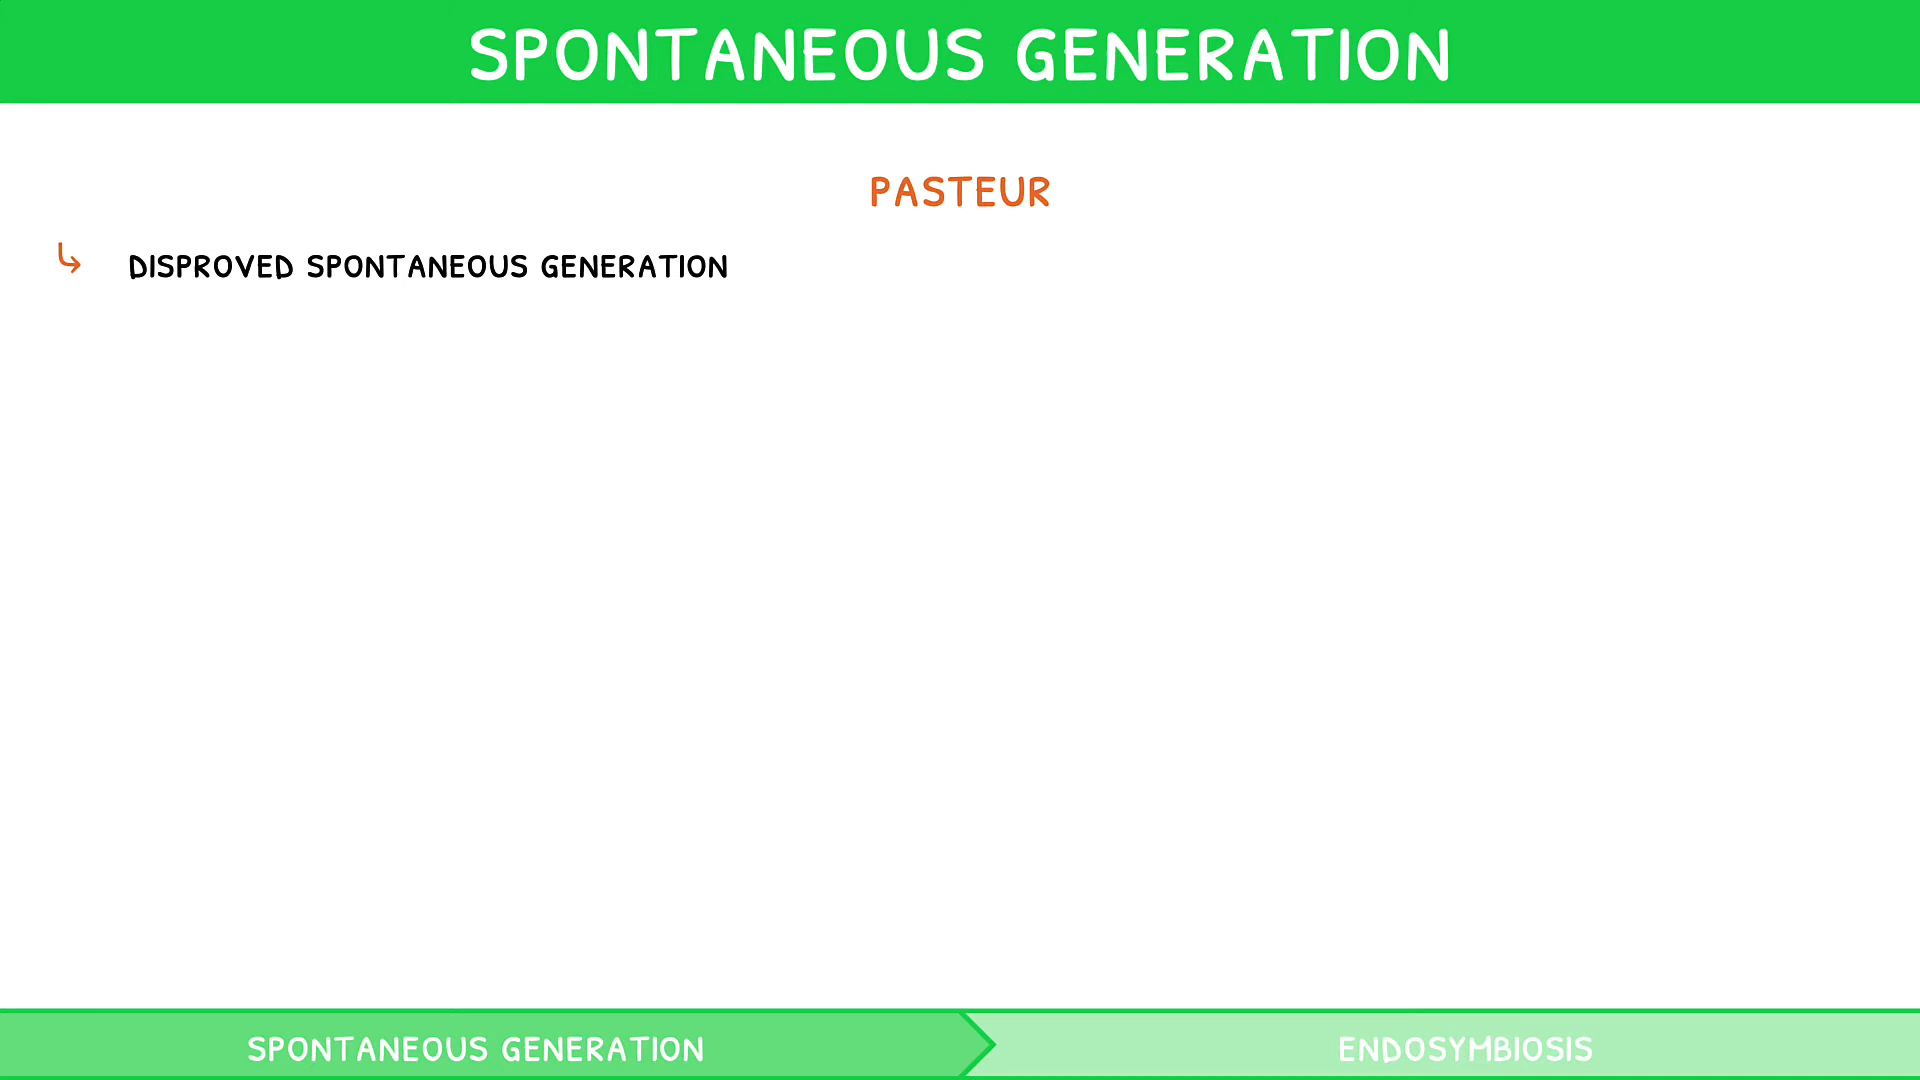 SPONTANEOUS GENERATION
PASTEUR
DISPROVED SPONTANEOUS GENERATION
SPONTANEOUS GENERATION
ENDOSYMBIOSIS